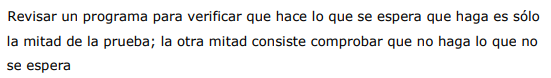 Revisar un programa para verificar que hace lo que se espera que haga es sólo
la mitad de la prueba; la otra mitad consiste comprobar que no haga lo que no
se espera